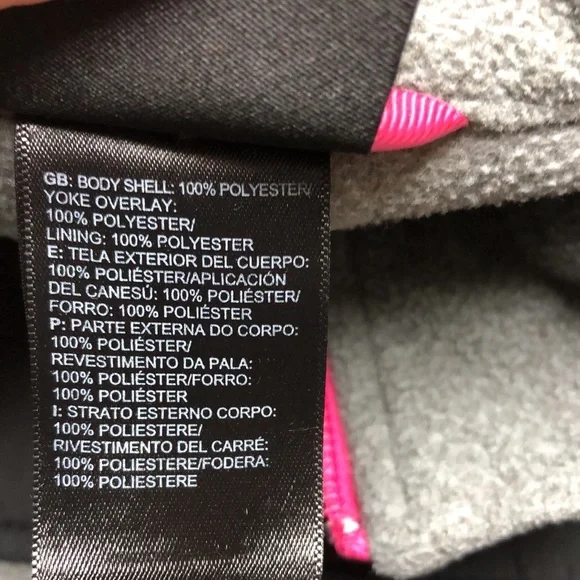 GB: BODY SHELL: 100% POLYESTER/
YOKE OVERLAY:
100% POLYESTER/
LINING: 100% POLYESTER
E: TELA EXTERIOR DEL CUERPO:
100% POLIÉSTER/APLICACIÓN
DEL CANESÚ: 100% POLIÉSTER/
FORRO: 100% POLIÉSTER
P: PARTE EXTERNA DO CORPO:
100% POLIÉSTER/
REVESTIMENTO DA PALA:
100% POLIÉSTER/FORRO:
100% POLIÉSTER
I: STRATO ESTERNO CORPO:
100% POLIESTERE/
RIVESTIMENTO DEL CARRÉ:
100% POLIESTERE/FODERA:
100% POLIESTERE